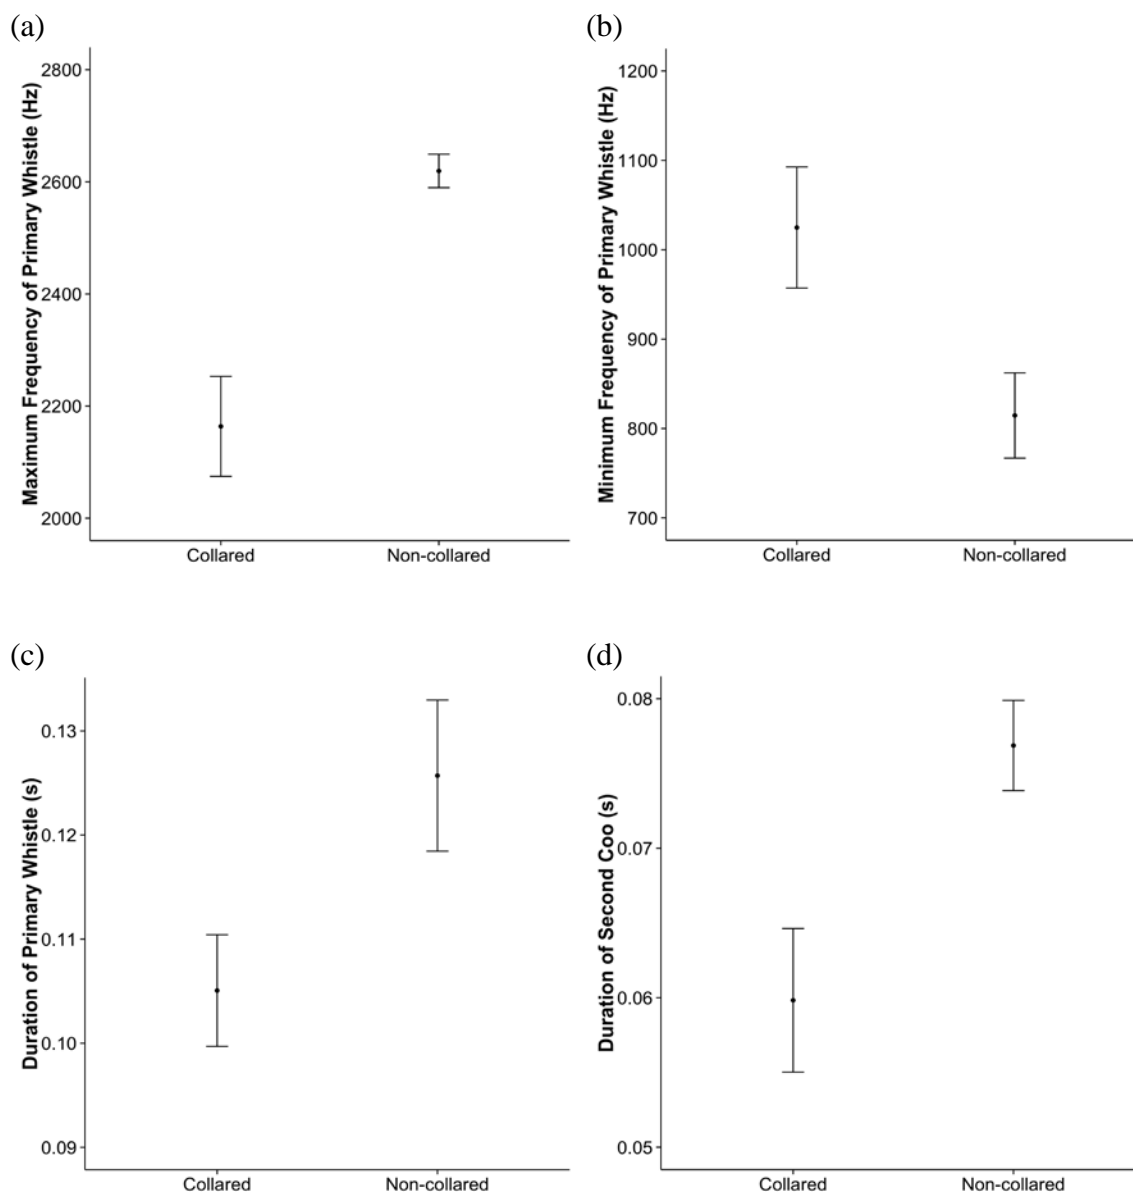 (a)
Maximum Frequency of Primary Whistle (Hz)
2800
2600
2400
2200
2000
Collared Non-collared
(b)
Minimum Frequency of Primary Whistle (Hz)
1200
1100
1000
900
800
700
Collared Non-collared
(c)
Duration of Primary Whistle (s)
0.13
0.12
0.11
0.10
0.09
Collared Non-collared
(d)
Duration of Second Coo (s)
0.08
0.07
0.06
0.05
Collared Non-collared